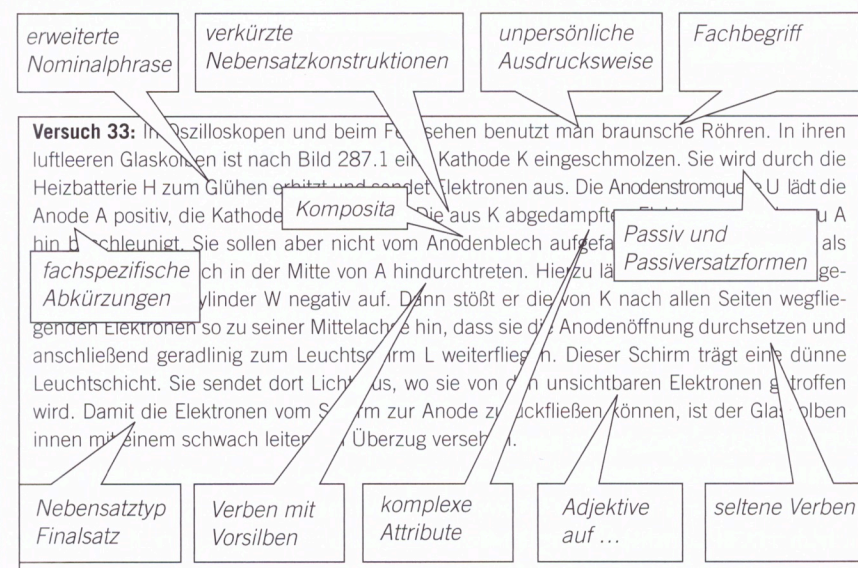 erweiterte
Nominalphrase
verkürzte
Nebensatzkonstruktionen
unpersönliche
Ausdrucksweise
Fachbegriff
Versuch 33: In Oszilloskopen und beim Fernsehen benutzt man braunsche Röhren. In ihren
luftleeren Glaskolben ist nach Bild 287.1 eine Kathode K eingeschmolzen. Sie wird durch die
Heizbatterie H zum Glühen erhitzt und sendet Elektronen aus. Die Anodenstromquelle U lädt die
Anode A positiv, die Kathode Die aus K abgedampften zu A
hin beschleunigt. Sie sollen aber nicht vom Anodenblech als
in der Mitte von A hindurchtreten. Hierzu ge-
ylinder W negativ auf. Dann stößt er die von K nach allen Seiten wegflie-
genden Elektronen so zu seiner Mittelachse hin, dass sie die Anodenöffnung durchsetzen und
anschließend geradlinig zum Leuchtschirm L weiterfliegen. Dieser Schirm trägt eine dünne
Leuchtschicht. Sie sendet dort Licht aus, wo sie von den unsichtbaren Elektronen getroffen
wird. Damit die Elektronen vom Schirm zur Anode zurückfließen können, ist der Glaskolben
innen mit einem schwach leitenden Überzug versehen.
Komposita
Passiv und
Passiversatzformen
fachspezifische
Abkürzungen
Nebensatztyp
Finalsatz
Verben mit
Vorsilben
komplexe
Attribute
Adjektive
auf ...
seltene Verben